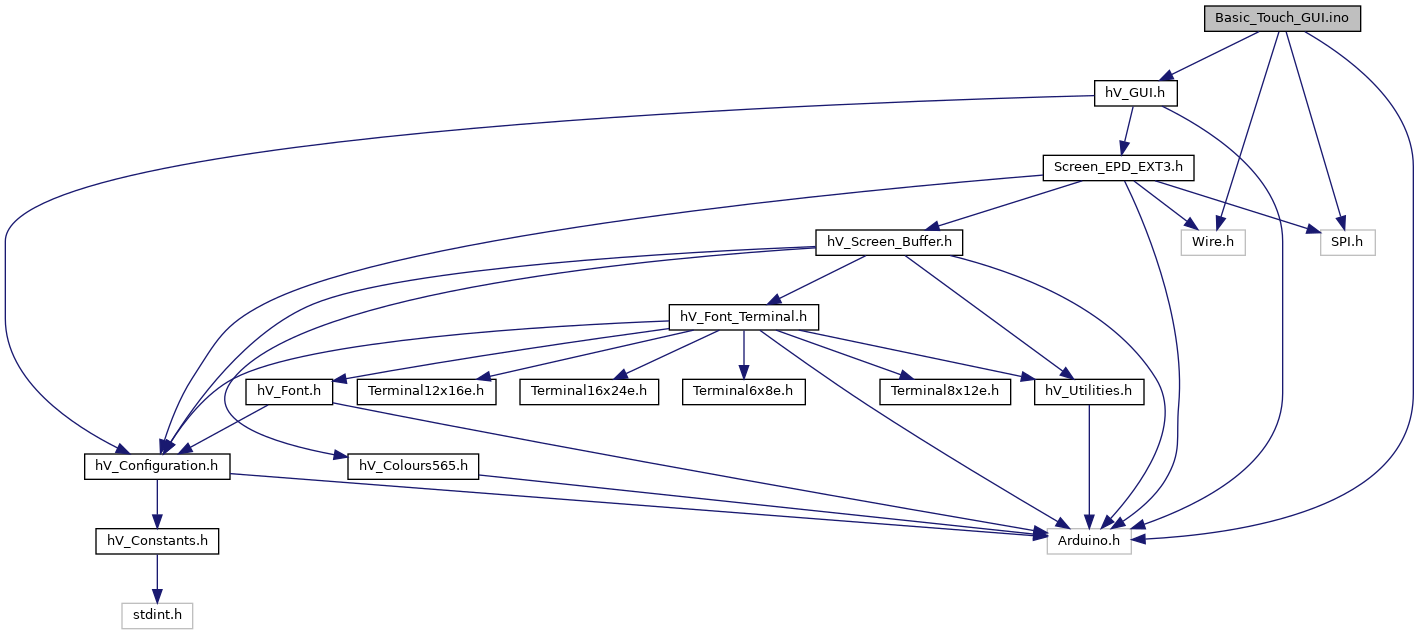 Basic_Touch_GUI.ino
hV_GUI.h
Screen_EPD_EXT3.h
hV_Screen_Buffer.h
Wire.h
SPI.h
hV_Font_Terminal.h
hV_Font.h
Terminal12x16e.h
Terminal16x24e.h
Terminal6x8e.h
Terminal8x12e.h
hV_Utilities.h
hV_Configuration.h
hV_Colours565.h
hV_Constants.h
Arduino.h
stdint.h